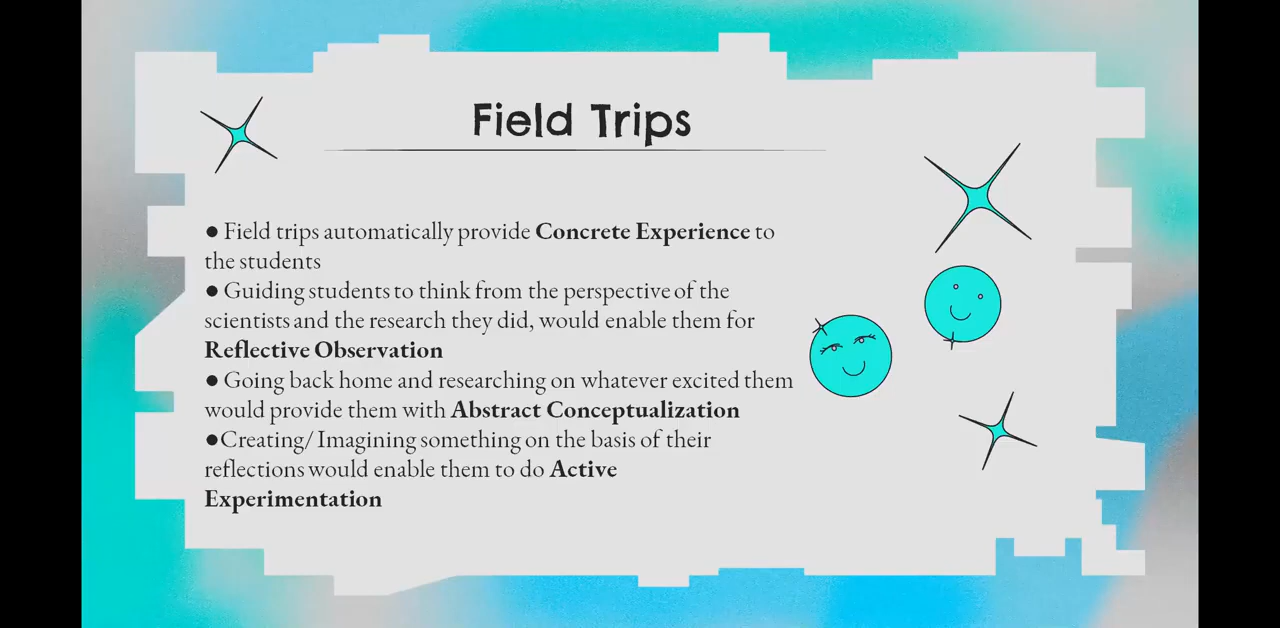 Field Trips
● Field trips automatically provide Concrete Experience to
the students
● Guiding students to think from the perspective of the
scientists and the research they did, would enable them for
Reflective Observation
● Going back home and researching on whatever excited them
would provide them with Abstract Conceptualization
●Creating/ Imagining something on the basis of their
reflections would enable them to do Active
Experimentation